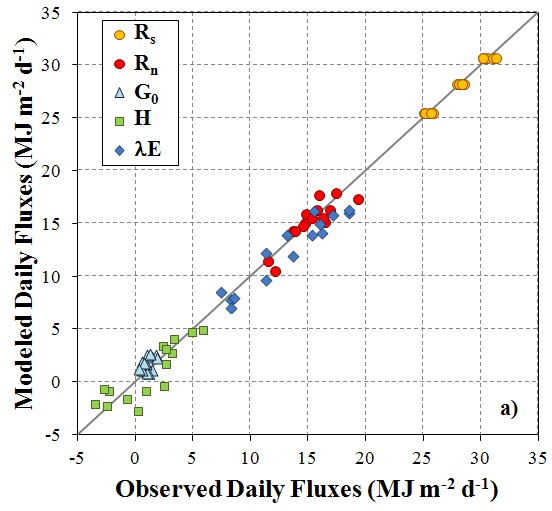 35
30
25
20
15
10
5
0
-5
Modeled Daily Fluxes (MJ m⁻² d⁻¹)
Rₛ
Rₙ
G₀
H
λE
a)
-5 0 5 10 15 20 25 30 35
Observed Daily Fluxes (MJ m⁻² d⁻¹)